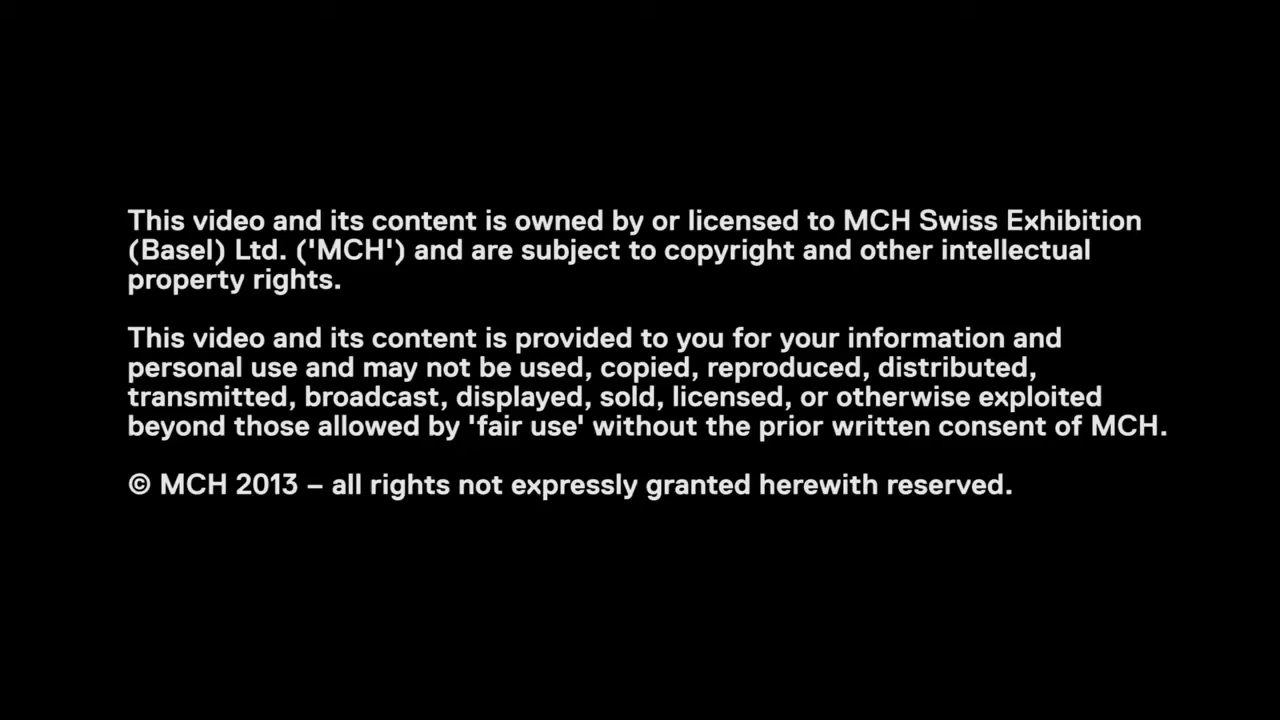 This video and its content is owned by or licensed to MCH Swiss Exhibition
(Basel) Ltd. ('MCH') and are subject to copyright and other intellectual
property rights.
This video and its content is provided to you for your information and
personal use and may not be used, copied, reproduced, distributed,
transmitted, broadcast, displayed, sold, licensed, or otherwise exploited
beyond those allowed by 'fair use' without the prior written consent of MCH.
© MCH 2013 – all rights not expressly granted herewith reserved.